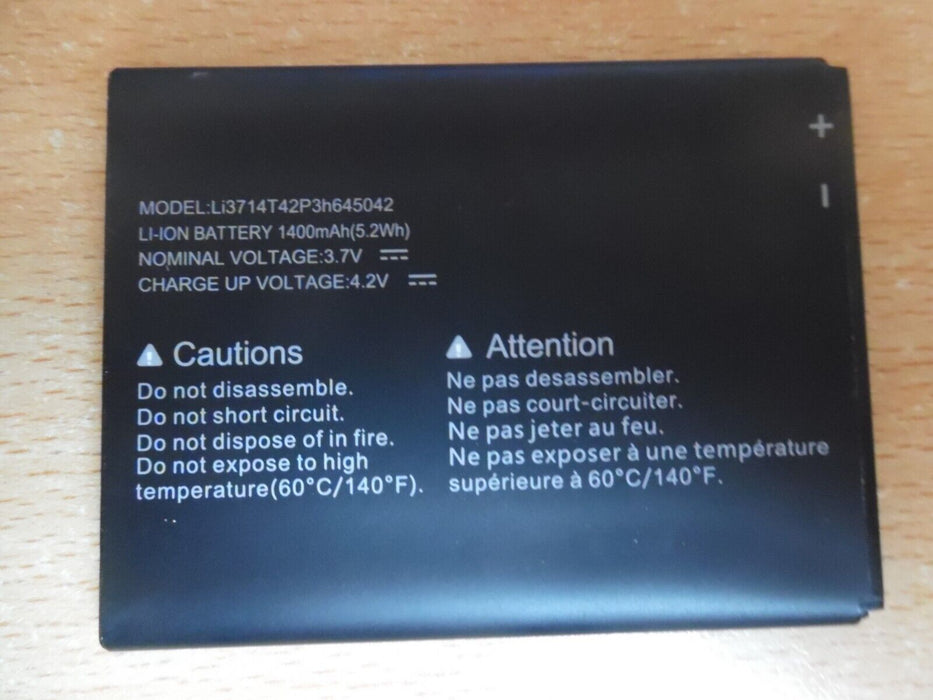 +
–
MODEL:Li3714T42P3h645042
LI-ION BATTERY 1400mAh(5.2Wh)
NOMINAL VOLTAGE:3.7V ⎓
CHARGE UP VOLTAGE:4.2V ⎓
Cautions
Do not disassemble.
Do not short circuit.
Do not dispose of in fire.
Do not expose to high
temperature(60°C/140°F).
Attention
Ne pas desassembler.
Ne pas court-circuiter.
Ne pas jeter au feu.
Ne pas exposer à une température
supérieure à 60°C/140°F.